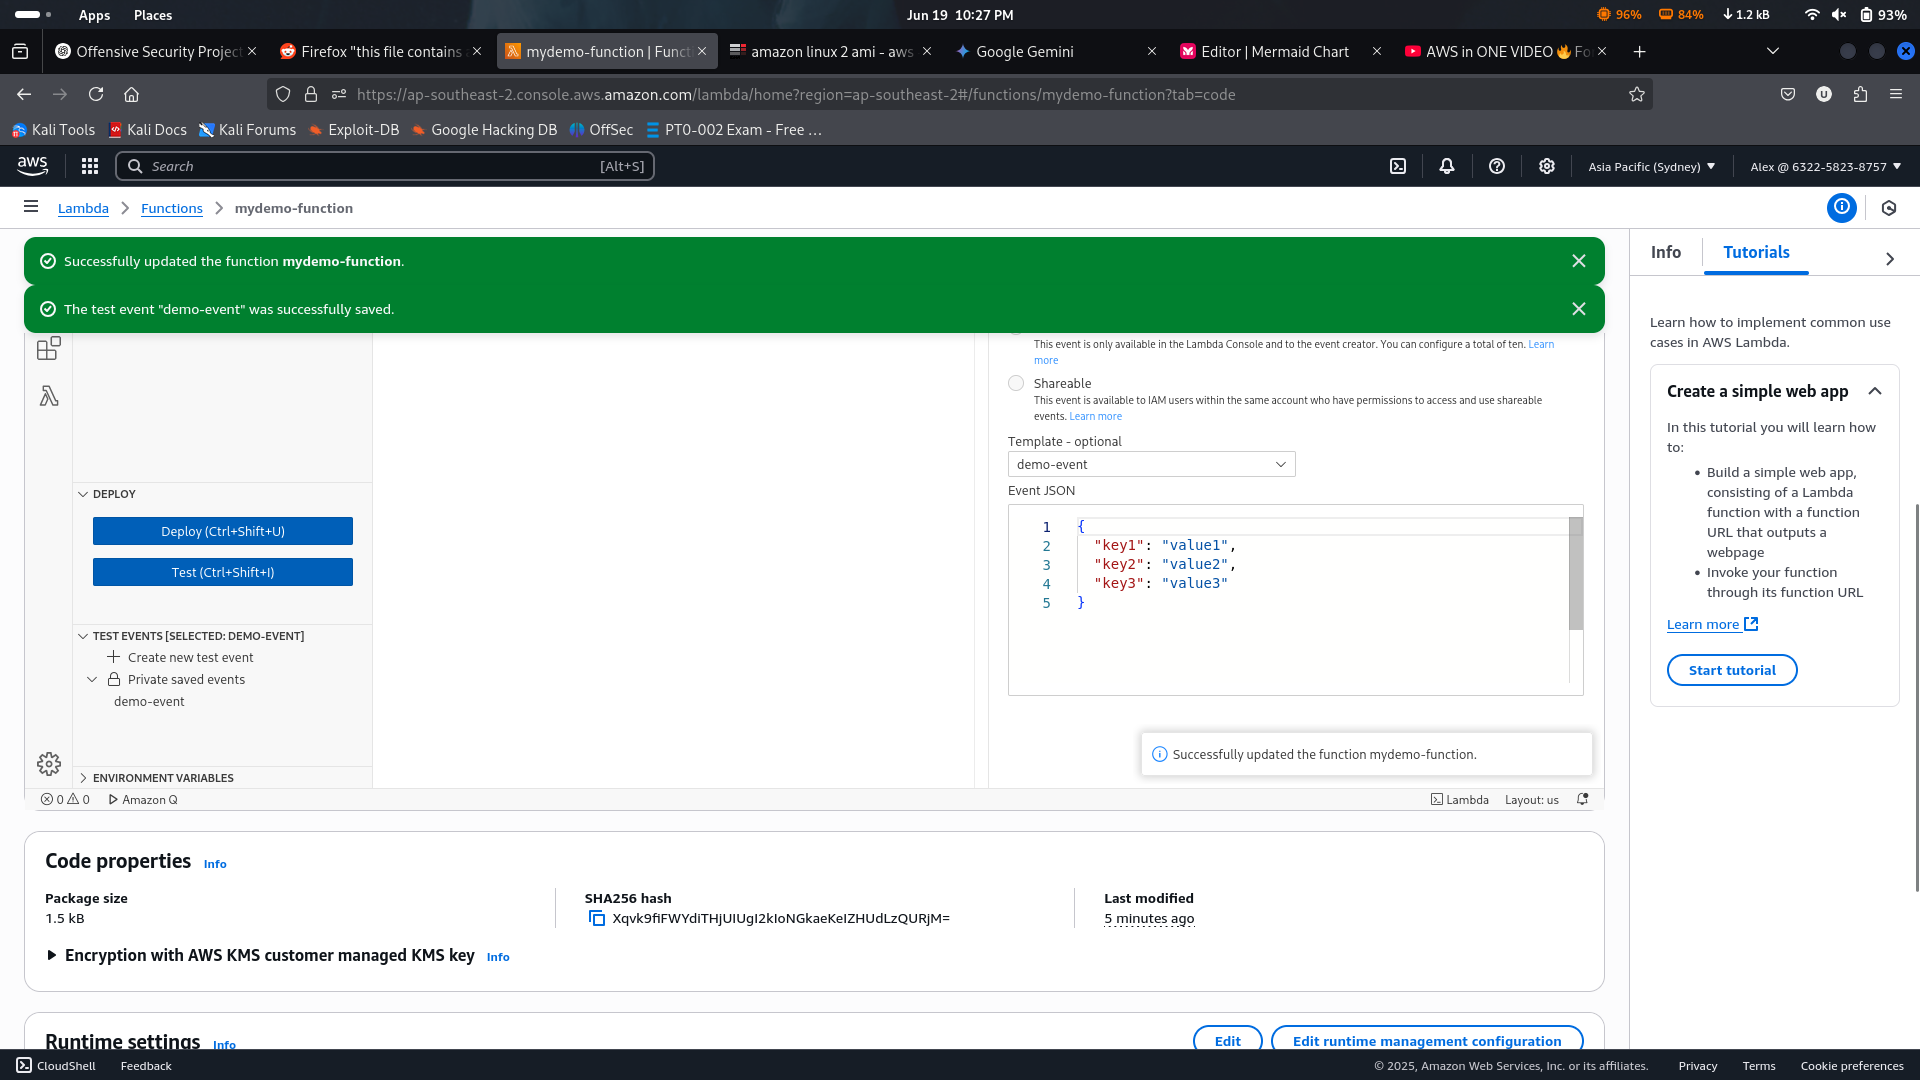 Apps Places Jun 19 10:27 PM 96% 84% 1.2 kB 93%
Offensive Security Project Firefox "this file contains mydemo-function | Funct amazon linux 2 ami - aws Google Gemini Editor | Mermaid Chart AWS in ONE VIDEO 🔥 Fo
https://ap-southeast-2.console.aws.amazon.com/lambda/home?region=ap-southeast-2#/functions/mydemo-function?tab=code U
Kali Tools Kali Docs Kali Forums Exploit-DB Google Hacking DB OffSec PT0-002 Exam - Free …
aws Search [Alt+S] Asia Pacific (Sydney) Alex @ 6322-5823-8757
Lambda Functions mydemo-function
Successfully updated the function mydemo-function.
The test event "demo-event" was successfully saved.
This event is only available in the Lambda Console and to the event creator. You can configure a total of ten. Learn
more
Shareable
This event is available to IAM users within the same account who have permissions to access and use shareable
events. Learn more
Template - optional
demo-event
Event JSON
1 {
2 "key1": "value1",
3 "key2": "value2",
4 "key3": "value3"
5 }
DEPLOY
Deploy (Ctrl+Shift+U)
Test (Ctrl+Shift+I)
TEST EVENTS [SELECTED: DEMO-EVENT]
Create new test event
Private saved events
demo-event
ENVIRONMENT VARIABLES
Successfully updated the function mydemo-function.
0 0 Amazon Q Lambda Layout: us
Code properties Info
Package size
1.5 kB
SHA256 hash
Xqvk9fiFWYdiTHjUIUgI2kIoNGkaeKeIZHUdLzQURjM=
Last modified
5 minutes ago
Encryption with AWS KMS customer managed KMS key Info
Runtime settings Info Edit Edit runtime management configuration
Info Tutorials
Learn how to implement common use
cases in AWS Lambda.
Create a simple web app
In this tutorial you will learn how
to:
• Build a simple web app,
consisting of a Lambda
function with a function
URL that outputs a
webpage
• Invoke your function
through its function URL
Learn more
Start tutorial
CloudShell Feedback © 2025, Amazon Web Services, Inc. or its affiliates. Privacy Terms Cookie preferences